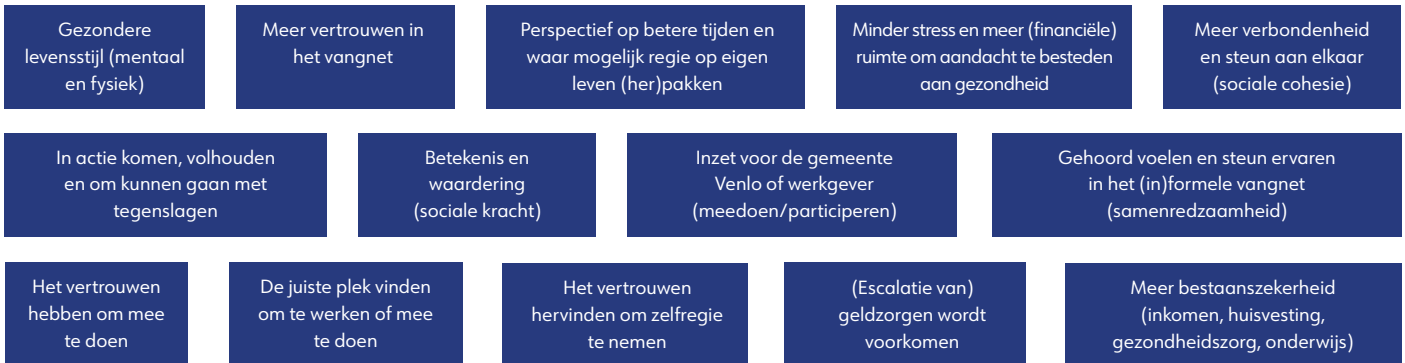 Gezondere
levensstijl (mentaal
en fysiek)
Meer vertrouwen in
het vangnet
Perspectief op betere tijden en
waar mogelijk regie op eigen
leven (her)pakken
Minder stress en meer (financiële)
ruimte om aandacht te besteden
aan gezondheid
Meer verbondenheid
en steun aan elkaar
(sociale cohesie)
In actie komen, volhouden
en om kunnen gaan met
tegenslagen
Betekenis en
waardering
(sociale kracht)
Inzet voor de gemeente
Venlo of werkgever
(meedoen/participeren)
Gehoord voelen en steun ervaren
in het (in)formele vangnet
(samenredzaamheid)
Het vertrouwen
hebben om mee
te doen
De juiste plek vinden
om te werken of mee
te doen
Het vertrouwen
hervinden om zelfregie
te nemen
(Escalatie van)
geldzorgen wordt
voorkomen
Meer bestaanszekerheid
(inkomen, huisvesting,
gezondheidszorg, onderwijs)